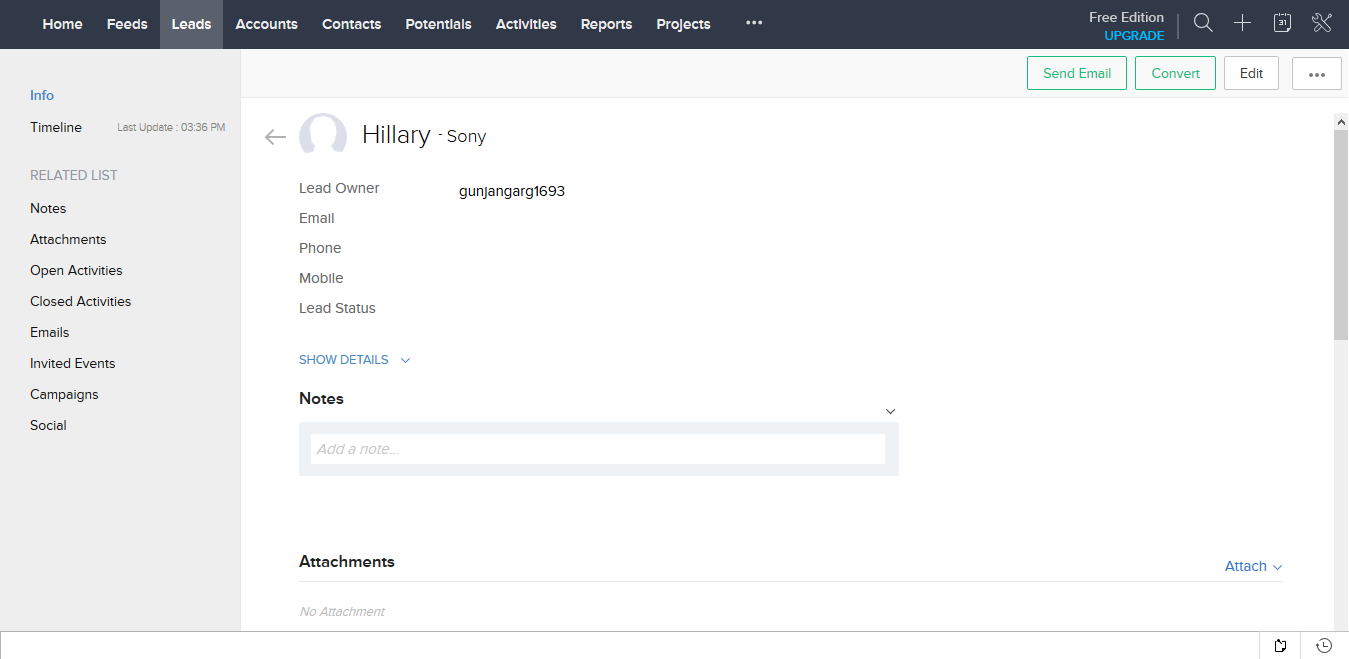 Home Feeds Leads Accounts Contacts Potentials Activities Reports Projects ••• Free Edition
UPGRADE
31
Send Email Convert Edit •••
Info
Timeline Last Update : 03:36 PM
RELATED LIST
Notes
Attachments
Open Activities
Closed Activities
Emails
Invited Events
Campaigns
Social
Hillary - Sony
Lead Owner gunjangarg1693
Email
Phone
Mobile
Lead Status
SHOW DETAILS
Notes
Add a note...
Attachments Attach
No Attachment